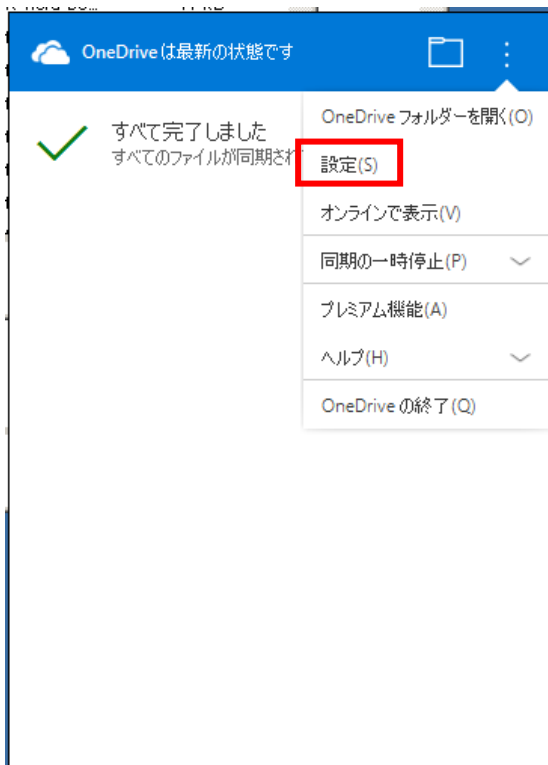 OneDrive は最新の状態です
すべて完了しました
すべてのファイルが同期され
OneDrive フォルダーを開く(O)
設定(S)
オンラインで表示(V)
同期の一時停止(P)
プレミアム機能(A)
ヘルプ(H)
OneDrive の終了(Q)